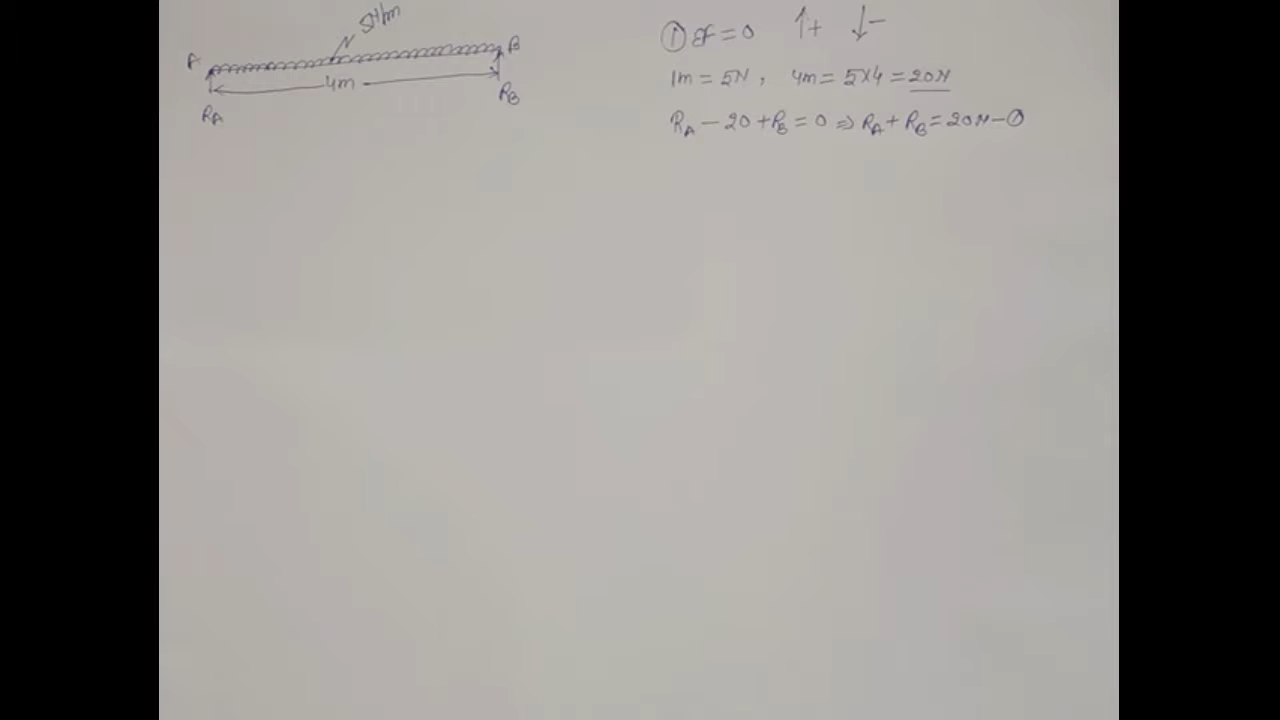 5N/m
A
B
4m
RA
RB
① ƩF = 0 ↑+ ↓-
1m = 5N, 4m = 5×4 = 20N
RA - 20 + RB = 0 ⇒ RA + RB = 20N - ①